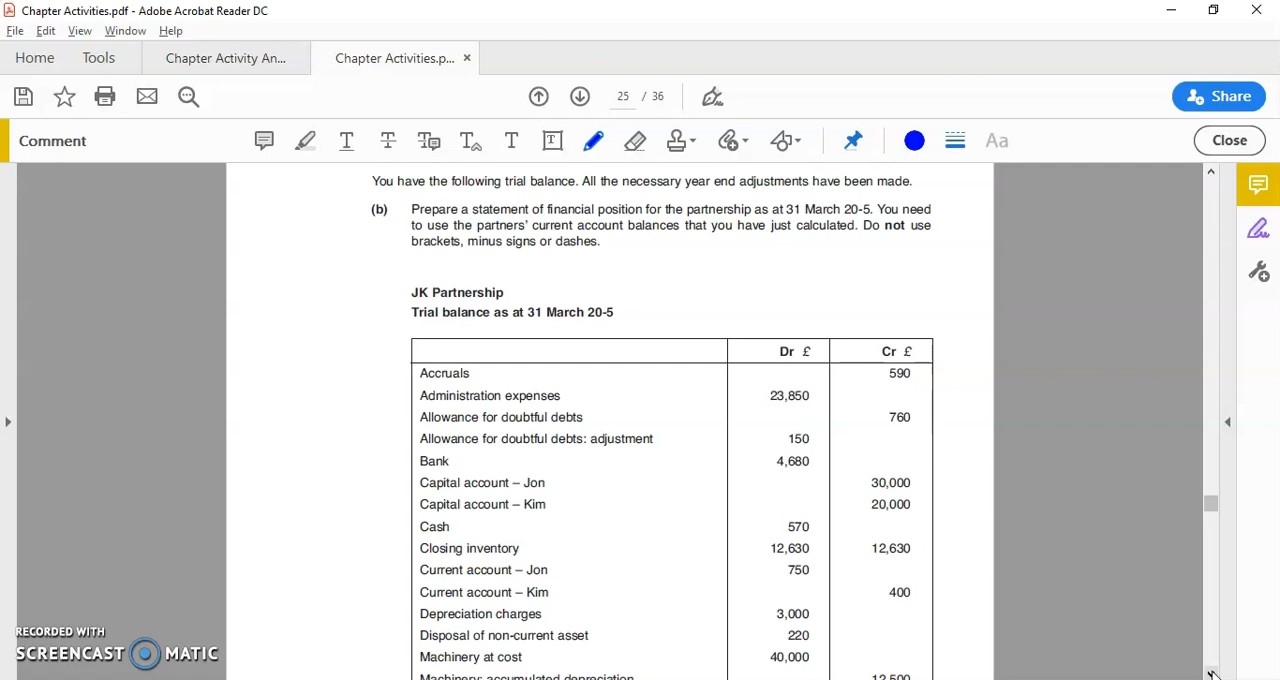 Chapter Activities.pdf - Adobe Acrobat Reader DC
File Edit View Window Help
Home Tools Chapter Activity An... Chapter Activities.p... ×
25 / 36 Share
Comment Aa Close
You have the following trial balance. All the necessary year end adjustments have been made.
(b) Prepare a statement of financial position for the partnership as at 31 March 20-5. You need
to use the partners' current account balances that you have just calculated. Do not use
brackets, minus signs or dashes.
JK Partnership
Trial balance as at 31 March 20-5
Dr £ Cr £
Accruals 590
Administration expenses 23,850
Allowance for doubtful debts 760
Allowance for doubtful debts: adjustment 150
Bank 4,680
Capital account – Jon 30,000
Capital account – Kim 20,000
Cash 570
Closing inventory 12,630 12,630
Current account – Jon 750
Current account – Kim 400
Depreciation charges 3,000
Disposal of non-current asset 220
Machinery at cost 40,000
Machinery: accumulated depreciation 12,500
RECORDED WITH
SCREENCAST MATIC